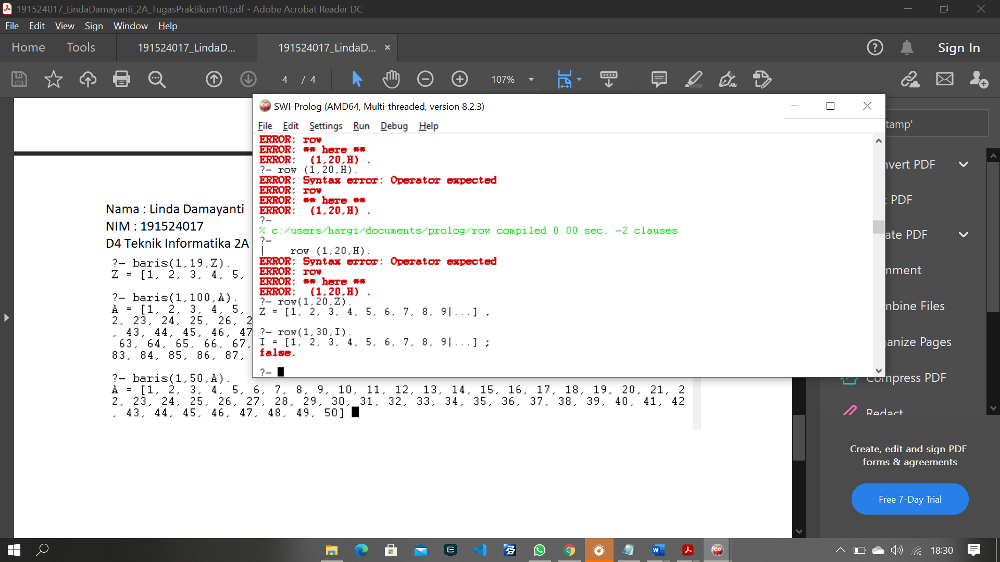 191524017_LindaDamayanti_2A_TugasPraktikum10.pdf - Adobe Acrobat Reader DC
File Edit View Sign Window Help
Home Tools 191524017_LindaD... 191524017_LindaD... × Sign In
4 / 4 107%
SWI-Prolog (AMD64, Multi-threaded, version 8.2.3)
File Edit Settings Run Debug Help
ERROR: row
ERROR: ** here **
ERROR:  (1,20,H) .
?- row (1,20,H).
ERROR: Syntax error: Operator expected
ERROR: row
ERROR: ** here **
ERROR:  (1,20,H) .
?-
% c:/users/hargi/documents/prolog/row compiled 0.00 sec, -2 clauses
?-
|    row (1,20,H).
ERROR: Syntax error: Operator expected
ERROR: row
ERROR: ** here **
ERROR:  (1,20,H) .
?- row(1,20,Z).
Z = [1, 2, 3, 4, 5, 6, 7, 8, 9|...] .
?- row(1,30,I).
I = [1, 2, 3, 4, 5, 6, 7, 8, 9|...] ;
false.
?-
Nama : Linda Damayanti
NIM : 191524017
D4 Teknik Informatika 2A
?- baris(1,19,Z).
Z = [1, 2, 3, 4, 5,
?- baris(1,100,A).
A = [1, 2, 3, 4, 5,
2, 23, 24, 25, 26, 2
, 43, 44, 45, 46, 47
63, 64, 65, 66, 67,
83, 84, 85, 86, 87,
?- baris(1,50,A).
A = [1, 2, 3, 4, 5, 6, 7, 8, 9, 10, 11, 12, 13, 14, 15, 16, 17, 18, 19, 20, 21, 2
2, 23, 24, 25, 26, 27, 28, 29, 30, 31, 32, 33, 34, 35, 36, 37, 38, 39, 40, 41, 42
, 43, 44, 45, 46, 47, 48, 49, 50]
tamp'
nvert PDF
t PDF
ate PDF
mment
mbine Files
ganize Pages
Compress PDF
Redact
Create, edit and sign PDF
forms & agreements
Free 7-Day Trial
18:30